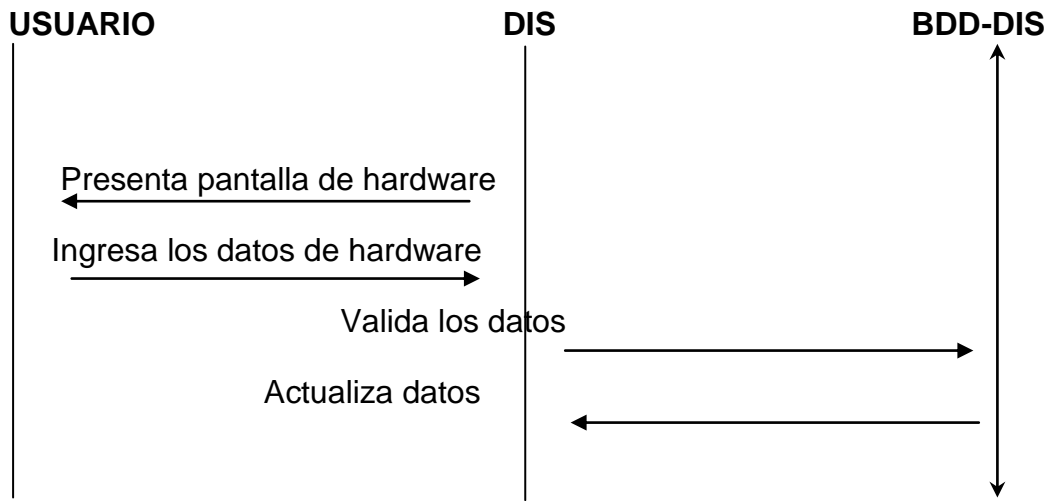 USUARIO DIS BDD-DIS
Presenta pantalla de hardware
Ingresa los datos de hardware
Valida los datos
Actualiza datos